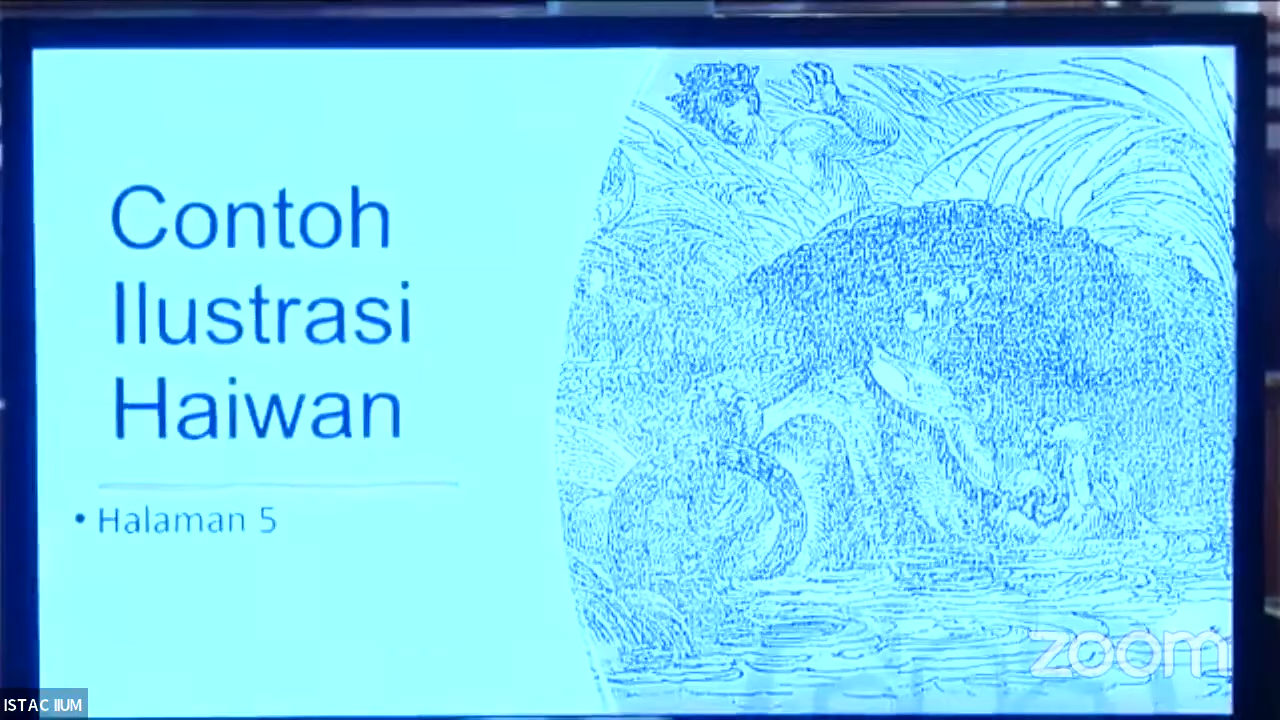 Contoh
Ilustrasi
Haiwan
• Halaman 5
zoom
ISTAC IIUM